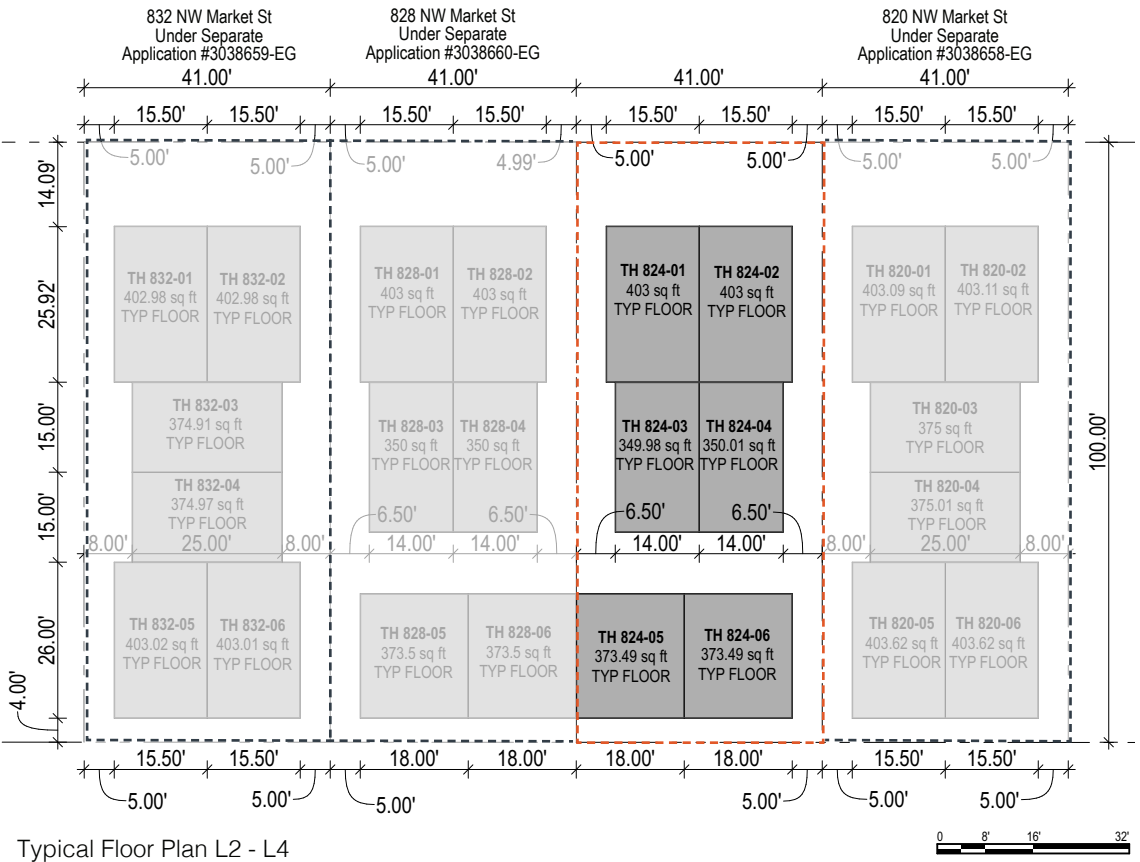 832 NW Market St
Under Separate
Application #3038659-EG
828 NW Market St
Under Separate
Application #3038660-EG
820 NW Market St
Under Separate
Application #3038658-EG
41.00' 41.00' 41.00' 41.00'
15.50' 15.50' 15.50' 15.50' 15.50' 15.50' 15.50' 15.50'
5.00' 5.00' 5.00' 4.99' 5.00' 5.00' 5.00' 5.00'
14.09'
25.92'
15.00'
15.00'
26.00'
4.00'
100.00'
TH 832-01
402.98 sq ft
TYP FLOOR
TH 832-02
402.98 sq ft
TYP FLOOR
TH 828-01
403 sq ft
TYP FLOOR
TH 828-02
403 sq ft
TYP FLOOR
TH 824-01
403 sq ft
TYP FLOOR
TH 824-02
403 sq ft
TYP FLOOR
TH 820-01
403.09 sq ft
TYP FLOOR
TH 820-02
403.11 sq ft
TYP FLOOR
TH 832-03
374.91 sq ft
TYP FLOOR
TH 828-03
350 sq ft
TYP FLOOR
TH 828-04
350 sq ft
TYP FLOOR
TH 824-03
349.98 sq ft
TYP FLOOR
TH 824-04
350.01 sq ft
TYP FLOOR
TH 820-03
375 sq ft
TYP FLOOR
TH 832-04
374.97 sq ft
TYP FLOOR
TH 820-04
375.01 sq ft
TYP FLOOR
6.50' 6.50' 6.50' 6.50'
8.00' 25.00' 8.00' 14.00' 14.00' 14.00' 14.00' 8.00' 25.00' 8.00'
TH 832-05
403.02 sq ft
TYP FLOOR
TH 832-06
403.01 sq ft
TYP FLOOR
TH 828-05
373.5 sq ft
TYP FLOOR
TH 828-06
373.5 sq ft
TYP FLOOR
TH 824-05
373.49 sq ft
TYP FLOOR
TH 824-06
373.49 sq ft
TYP FLOOR
TH 820-05
403.62 sq ft
TYP FLOOR
TH 820-06
403.62 sq ft
TYP FLOOR
15.50' 15.50' 18.00' 18.00' 18.00' 18.00' 15.50' 15.50'
5.00' 5.00' 5.00' 5.00' 5.00' 5.00'
Typical Floor Plan L2 - L4
0 8' 16' 32'